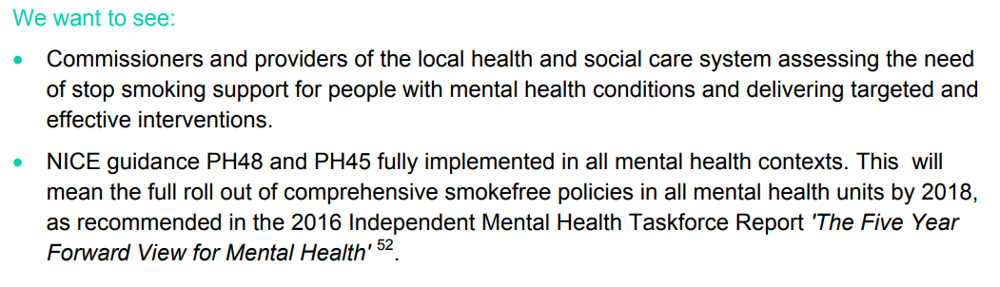 We want to see:
• Commissioners and providers of the local health and social care system assessing the need
of stop smoking support for people with mental health conditions and delivering targeted and
effective interventions.
• NICE guidance PH48 and PH45 fully implemented in all mental health contexts. This  will
mean the full roll out of comprehensive smokefree policies in all mental health units by 2018,
as recommended in the 2016 Independent Mental Health Taskforce Report 'The Five Year
Forward View for Mental Health' 52.